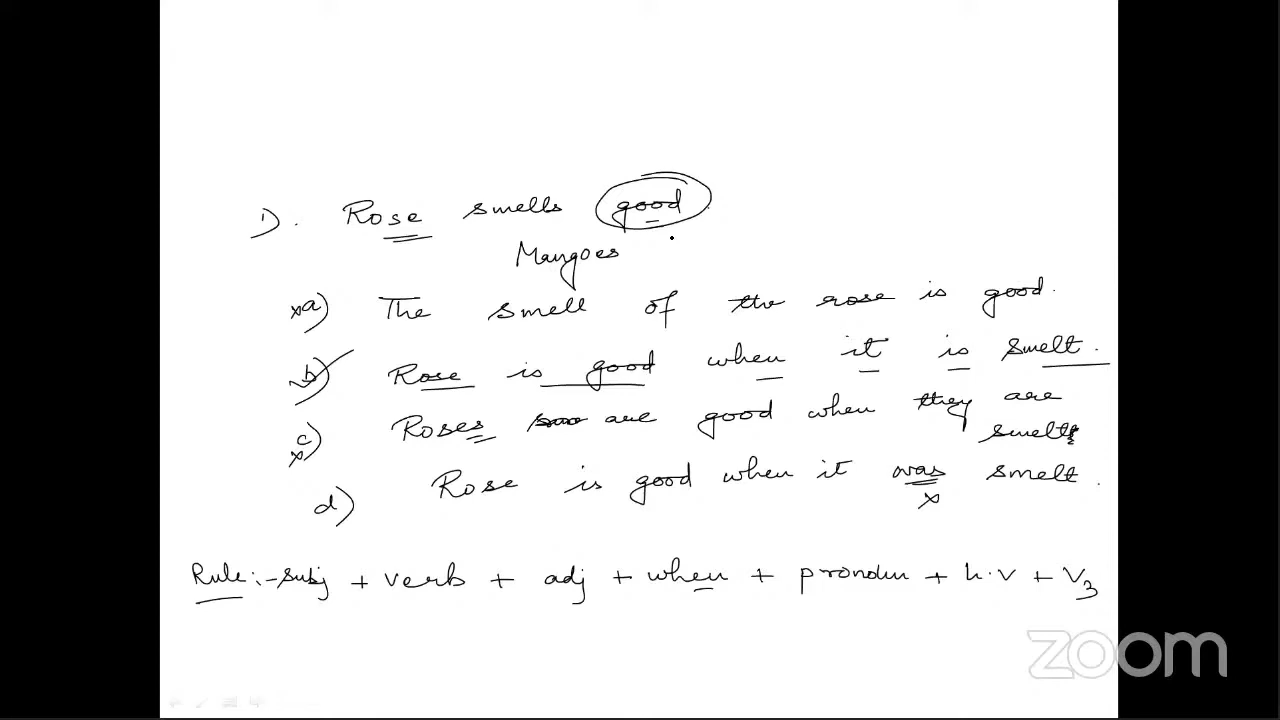 1). Rose smells good
Mangoes
xa) The smell of the rose is good.
b) Rose is good when it is smelt.
xc) Roses are good when they are
smelt
d) Rose is good when it was smelt.
x
Rule:- subj + verb + adj + when + pronoun + h.v + V3
zoom